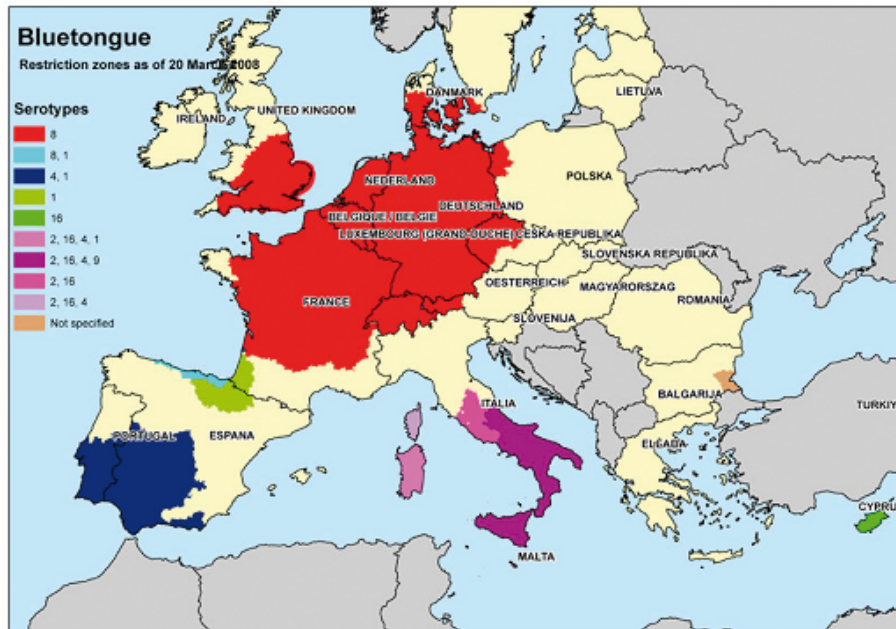 Bluetongue
Restriction zones as of 20 March 2008
Serotypes
8
8, 1
4, 1
1
16
2, 16, 4, 1
2, 16, 4, 9
2, 16
2, 16, 4
Not specified
DANMARK
LIETUVA
IRELAND
UNITED KINGDOM
POLSKA
NEDERLAND
DEUTSCHLAND
BELGIQUE / BELGIE
LUXEMBOURG (GRAND-DUCHE)
CESKA REPUBLIKA
SLOVENSKA REPUBLIKA
OESTERREICH
MAGYARORSZAG
FRANCE
ROMANIA
SLOVENIJA
BALGARIJA
ITALIA
TURKIY
PORTUGAL
ESPANA
ELLADA
CYPRU
MALTA